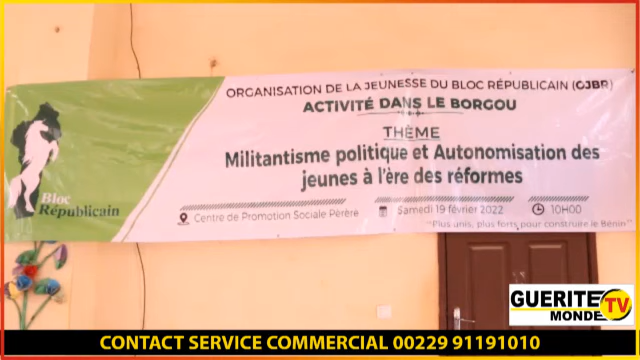 ORGANISATION DE LA JEUNESSE DU BLOC RÉPUBLICAIN (OJBR)
ACTIVITÉ DANS LE BORGOU
THÈME
Militantisme politique et Autonomisation des
jeunes à l'ère des réformes
Bloc
Républicain
Centre de Promotion Sociale Pèrèrè
Samedi 19 février 2022
10H00
"Plus unis, plus forts pour construire le Bénin"
GUERITE
MONDE
TV
CONTACT SERVICE COMMERCIAL 00229 91191010